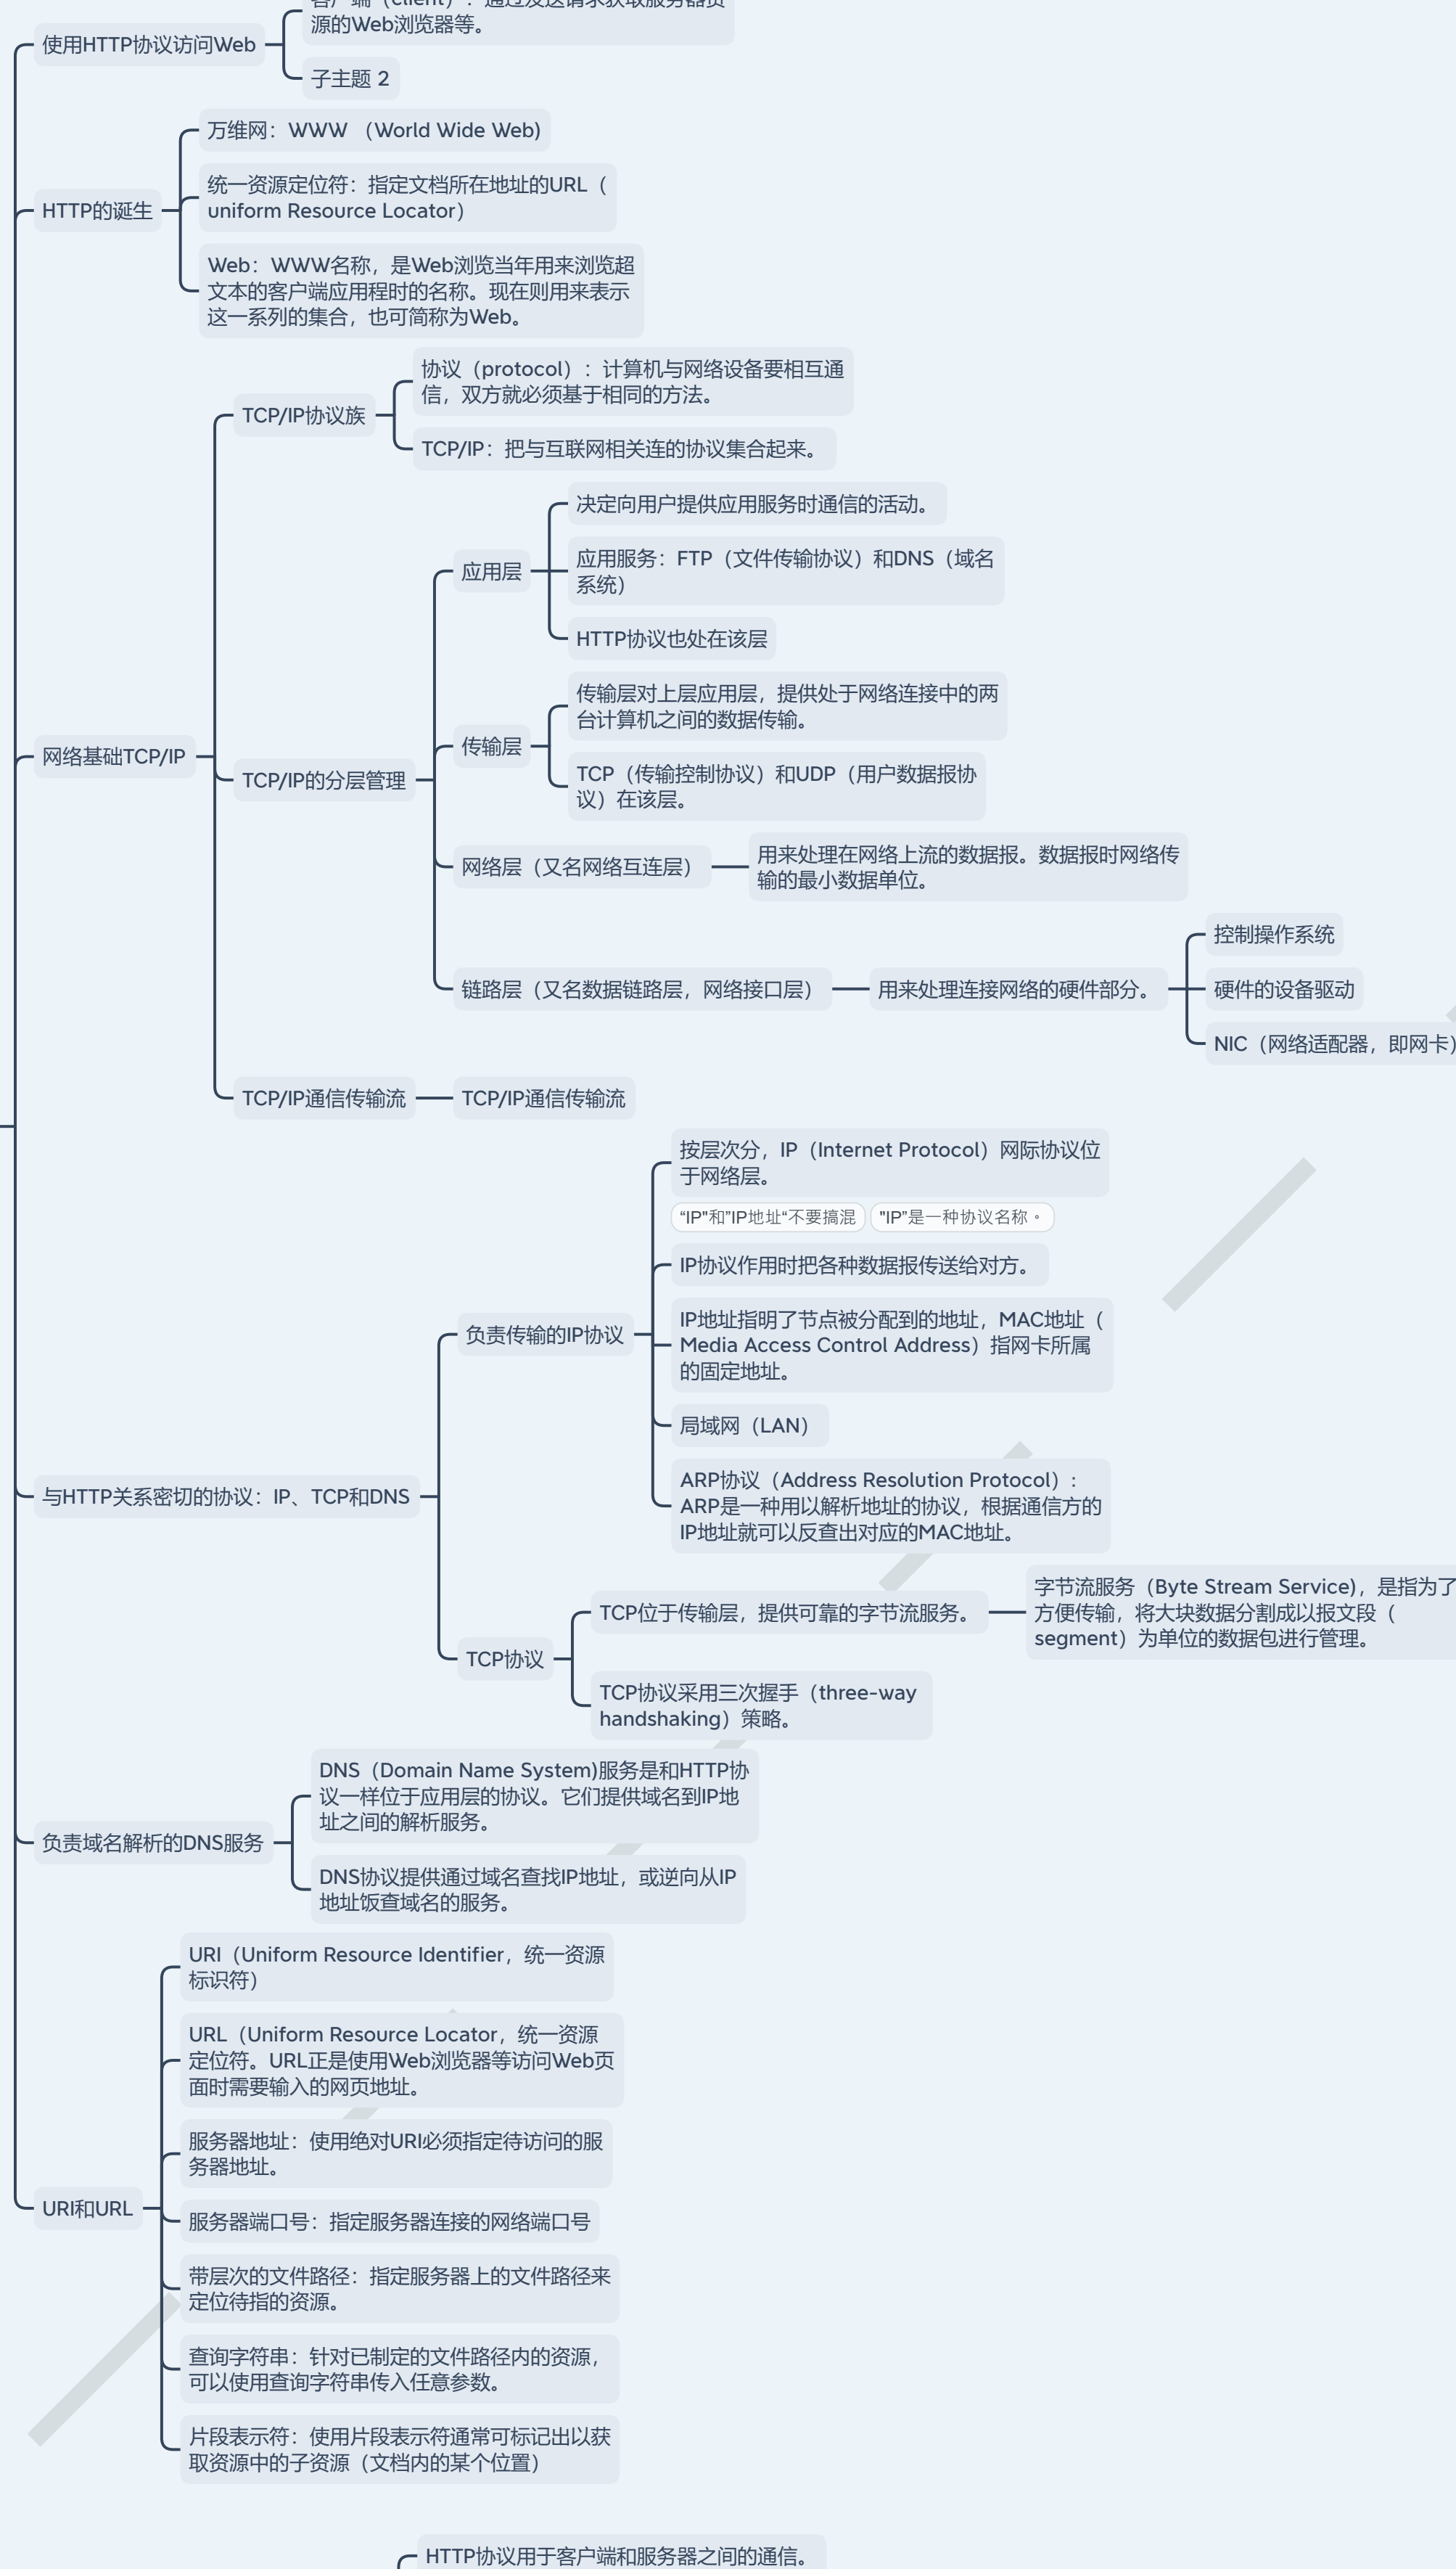 客户端（client）：通过发送请求获取服务器资
源的Web浏览器等。
使用HTTP协议访问Web
子主题 2
万维网：WWW （World Wide Web)
统一资源定位符：指定文档所在地址的URL（
uniform Resource Locator）
HTTP的诞生
Web：WWW名称，是Web浏览当年用来浏览超
文本的客户端应用程时的名称。现在则用来表示
这一系列的集合，也可简称为Web。
协议（protocol）：计算机与网络设备要相互通
信，双方就必须基于相同的方法。
TCP/IP协议族
TCP/IP：把与互联网相关连的协议集合起来。
决定向用户提供应用服务时通信的活动。
应用服务：FTP（文件传输协议）和DNS（域名
系统）
应用层
HTTP协议也处在该层
传输层对上层应用层，提供处于网络连接中的两
台计算机之间的数据传输。
传输层
网络基础TCP/IP
TCP/IP的分层管理
TCP（传输控制协议）和UDP（用户数据报协
议）在该层。
网络层（又名网络互连层）
用来处理在网络上流的数据报。数据报时网络传
输的最小数据单位。
控制操作系统
链路层（又名数据链路层，网络接口层）
用来处理连接网络的硬件部分。
硬件的设备驱动
NIC（网络适配器，即网卡）
TCP/IP通信传输流
TCP/IP通信传输流
按层次分，IP（Internet Protocol）网际协议位
于网络层。
“IP"和”IP地址“不要搞混
"IP”是一种协议名称。
IP协议作用时把各种数据报传送给对方。
负责传输的IP协议
IP地址指明了节点被分配到的地址，MAC地址（
Media Access Control Address）指网卡所属
的固定地址。
局域网（LAN）
ARP协议（Address Resolution Protocol）：
ARP是一种用以解析地址的协议，根据通信方的
IP地址就可以反查出对应的MAC地址。
与HTTP关系密切的协议：IP、TCP和DNS
TCP位于传输层，提供可靠的字节流服务。
字节流服务（Byte Stream Service)，是指为了
方便传输，将大块数据分割成以报文段（
segment）为单位的数据包进行管理。
TCP协议
TCP协议采用三次握手（three-way
handshaking）策略。
DNS（Domain Name System)服务是和HTTP协
议一样位于应用层的协议。它们提供域名到IP地
址之间的解析服务。
负责域名解析的DNS服务
DNS协议提供通过域名查找IP地址，或逆向从IP
地址饭查域名的服务。
URI（Uniform Resource Identifier，统一资源
标识符）
URL（Uniform Resource Locator，统一资源
定位符。URL正是使用Web浏览器等访问Web页
面时需要输入的网页地址。
服务器地址：使用绝对URI必须指定待访问的服
务器地址。
URI和URL
服务器端口号：指定服务器连接的网络端口号
带层次的文件路径：指定服务器上的文件路径来
定位待指的资源。
查询字符串：针对已制定的文件路径内的资源，
可以使用查询字符串传入任意参数。
片段表示符：使用片段表示符通常可标记出以获
取资源中的子资源（文档内的某个位置）
HTTP协议用于客户端和服务器之间的通信。